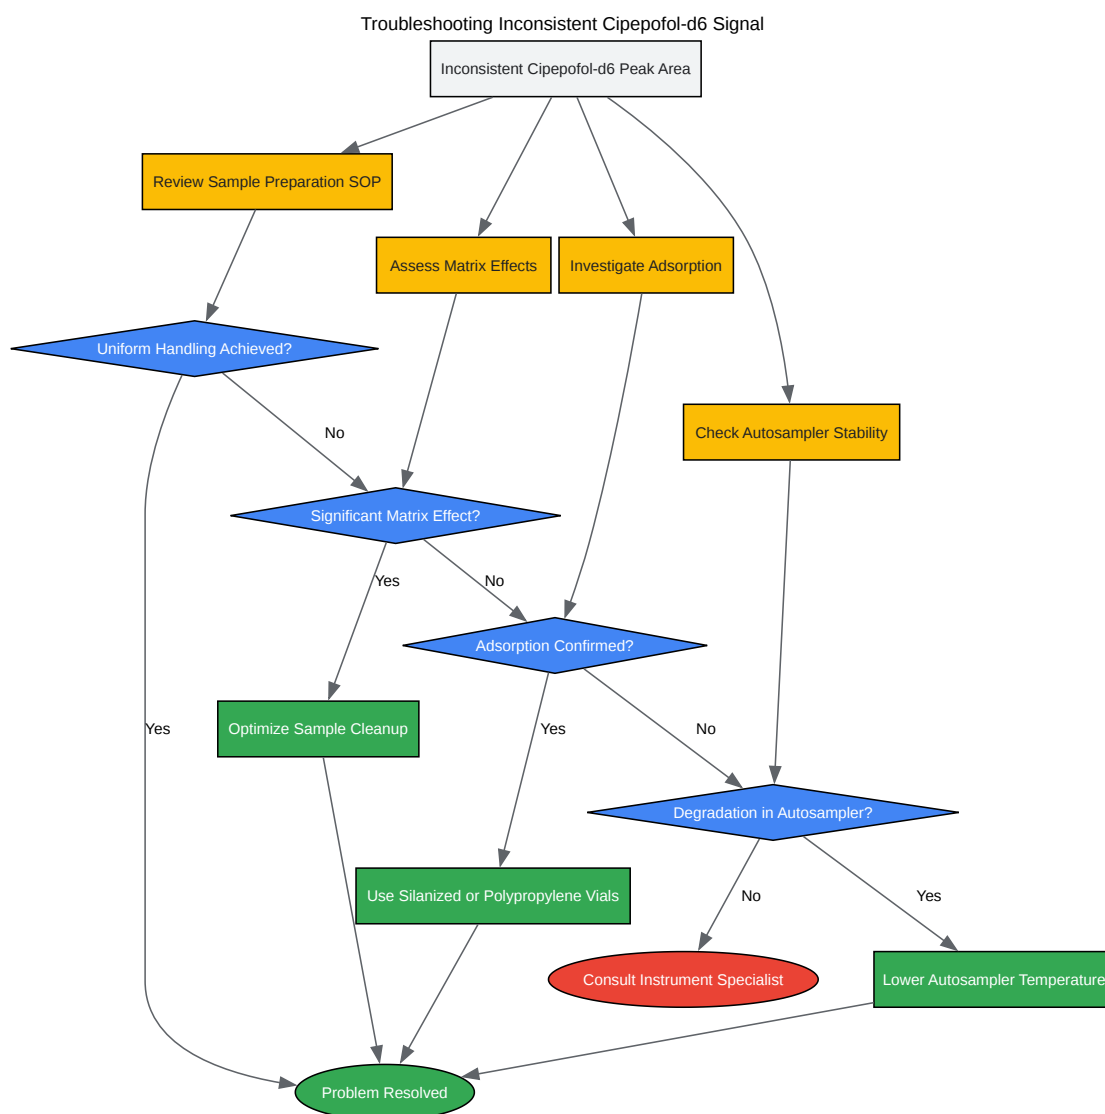 Troubleshooting Inconsistent Cipepofol-d6 Signal
Inconsistent Cipepofol-d6 Peak Area
Review Sample Preparation SOP
Assess Matrix Effects
Investigate Adsorption
Uniform Handling Achieved?
Check Autosampler Stability
No
Significant Matrix Effect?
Yes
No
Adsorption Confirmed?
Optimize Sample Cleanup
Yes
Yes
No
Degradation in Autosampler?
Use Silanized or Polypropylene Vials
No
Yes
Consult Instrument Specialist
Lower Autosampler Temperature
Problem Resolved